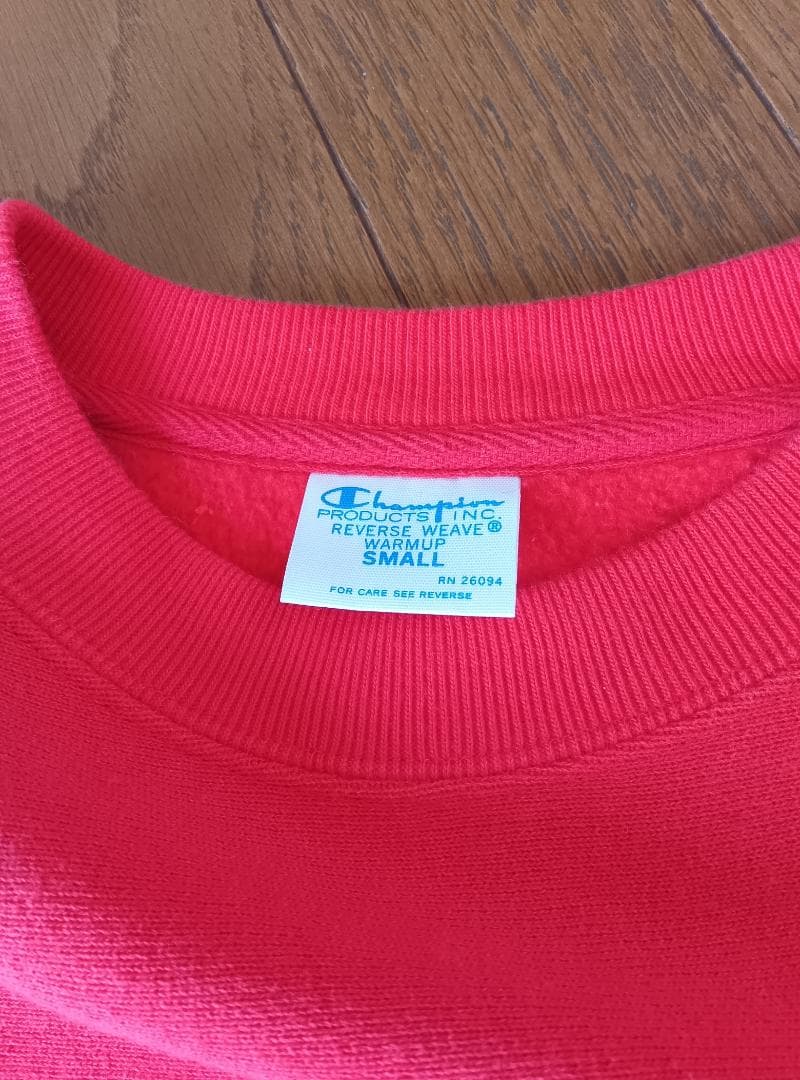 Champion
PRODUCTS INC.
REVERSE WEAVE®
WARMUP
SMALL
RN 26094
FOR CARE SEE REVERSE